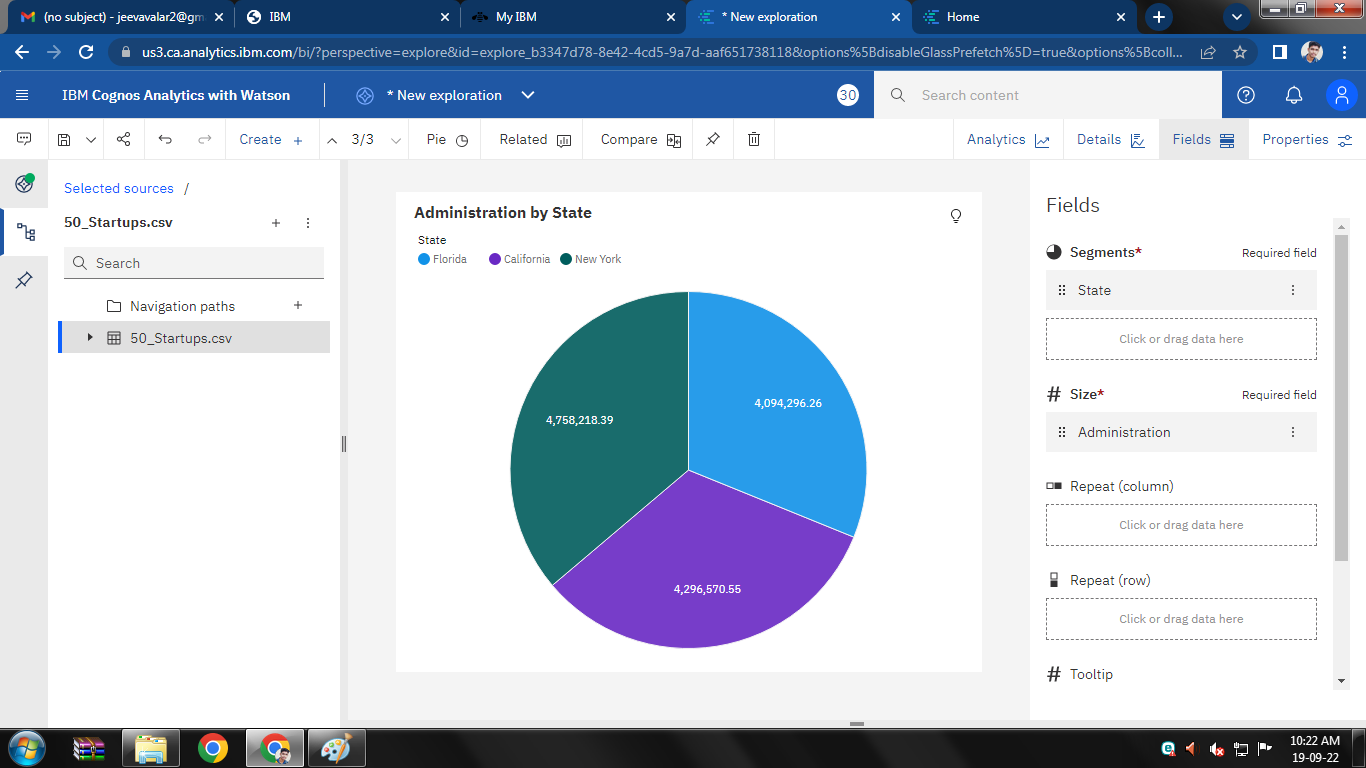 (no subject) - jeevavalar2@gm
IBM
My IBM
* New exploration
Home
us3.ca.analytics.ibm.com/bi/?perspective=explore&id=explore_b3347d78-8e42-4cd5-9a7d-aaf651738118&options%5BdisableGlassPrefetch%5D=true&options%5Bcoll...
IBM Cognos Analytics with Watson
* New exploration
30
Search content
Create
3/3
Pie
Related
Compare
Analytics
Details
Fields
Properties
Selected sources /
50_Startups.csv
Search
Navigation paths
50_Startups.csv
Administration by State
State
Florida
California
New York
4,094,296.26
4,758,218.39
4,296,570.55
Fields
Segments* Required field
State
Click or drag data here
Size* Required field
Administration
Repeat (column)
Click or drag data here
Repeat (row)
Click or drag data here
Tooltip
10:22 AM
19-09-22